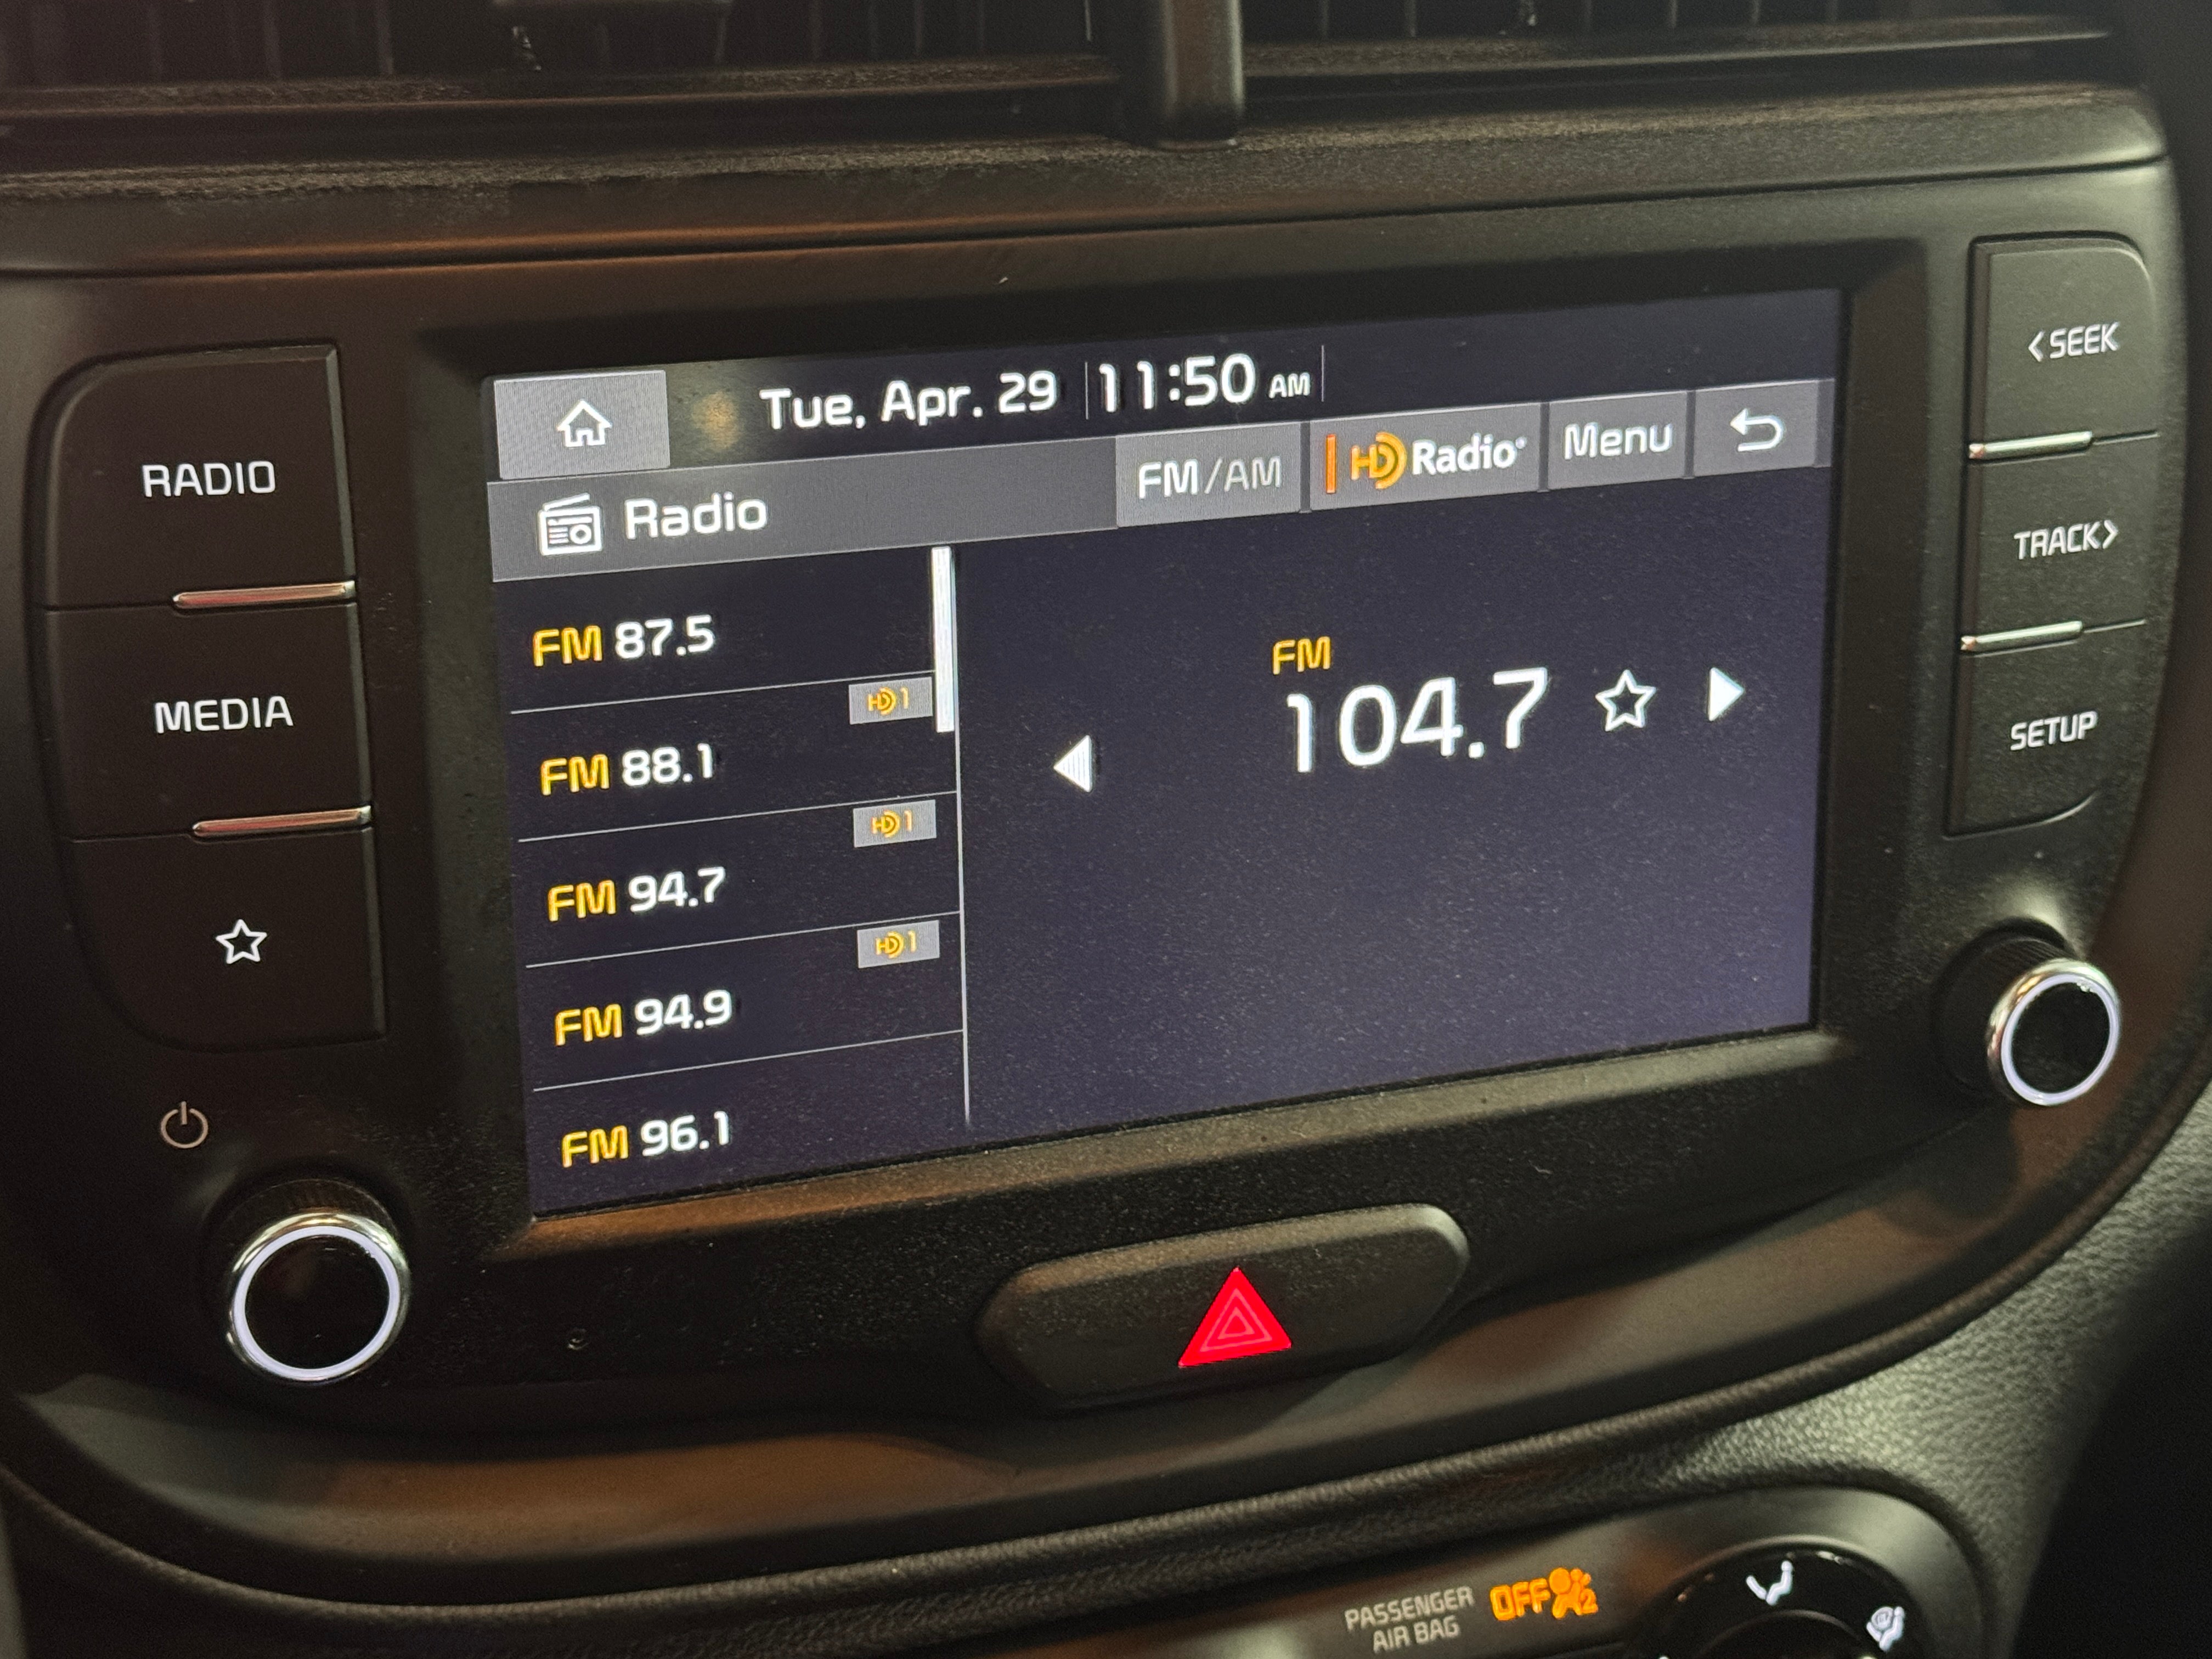 RADIO
MEDIA
Tue, Apr. 29 11:50 AM
Radio FM/AM HD Radio® Menu
FM 87.5
HD1
FM 88.1
HD1
FM 94.7
HD1
FM 94.9
FM 96.1
FM
104.7
<SEEK
TRACK>
SETUP
PASSENGER
AIR BAG
OFF 2